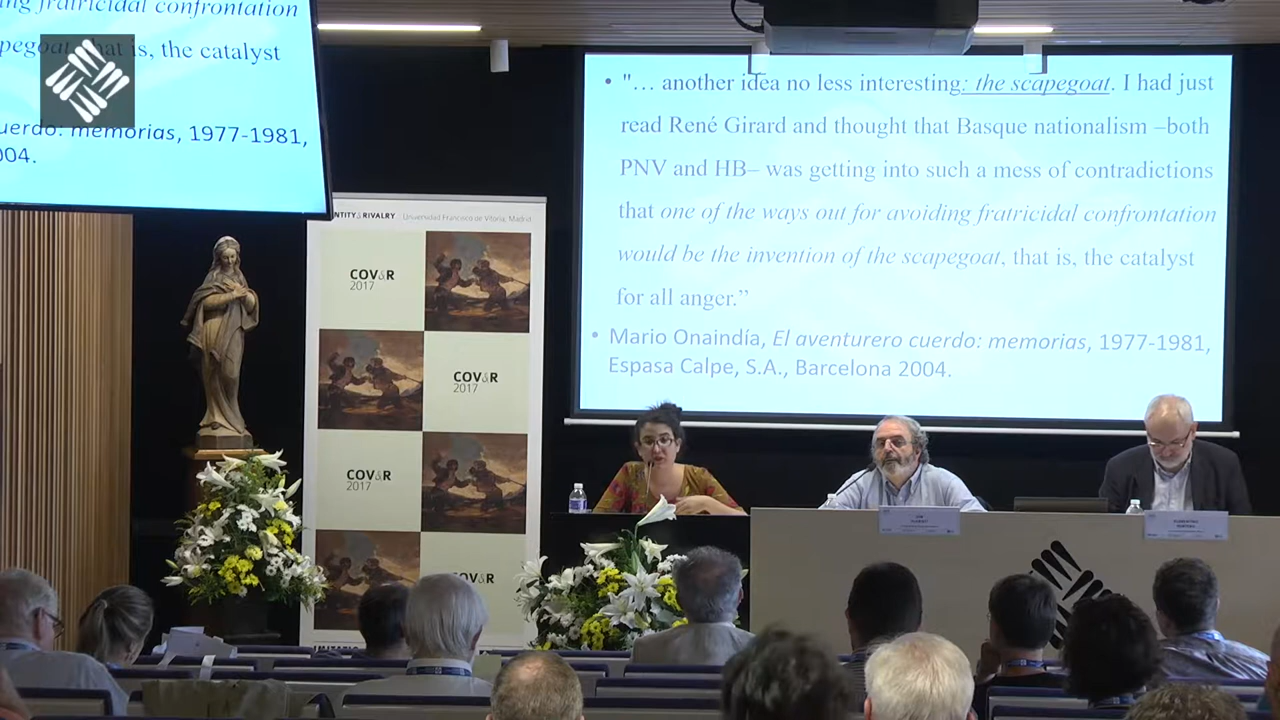 ng fratricidal confrontation
is, the catalyst
uerdo: memorias, 1977-1981,
004.
• "… another idea no less interesting: the scapegoat. I had just
read René Girard and thought that Basque nationalism –both
PNV and HB– was getting into such a mess of contradictions
that one of the ways out for avoiding fratricidal confrontation
would be the invention of the scapegoat, that is, the catalyst
for all anger."
• Mario Onaindía, El aventurero cuerdo: memorias, 1977-1981,
Espasa Calpe, S.A., Barcelona 2004.
NTITY&RIVALRY Universidad Francisco de Vitoria, Madrid
COV&R
2017
COV&R
2017
COV&R
2017
COV&R